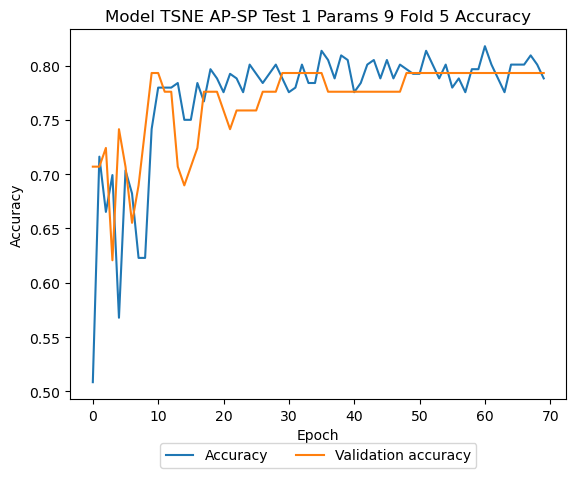 Model TSNE AP-SP Test 1 Params 9 Fold 5 Accuracy
Accuracy
0.80
0.75
0.70
0.65
0.60
0.55
0.50
0 10 20 30 40 50 60 70
Epoch
Accuracy Validation accuracy